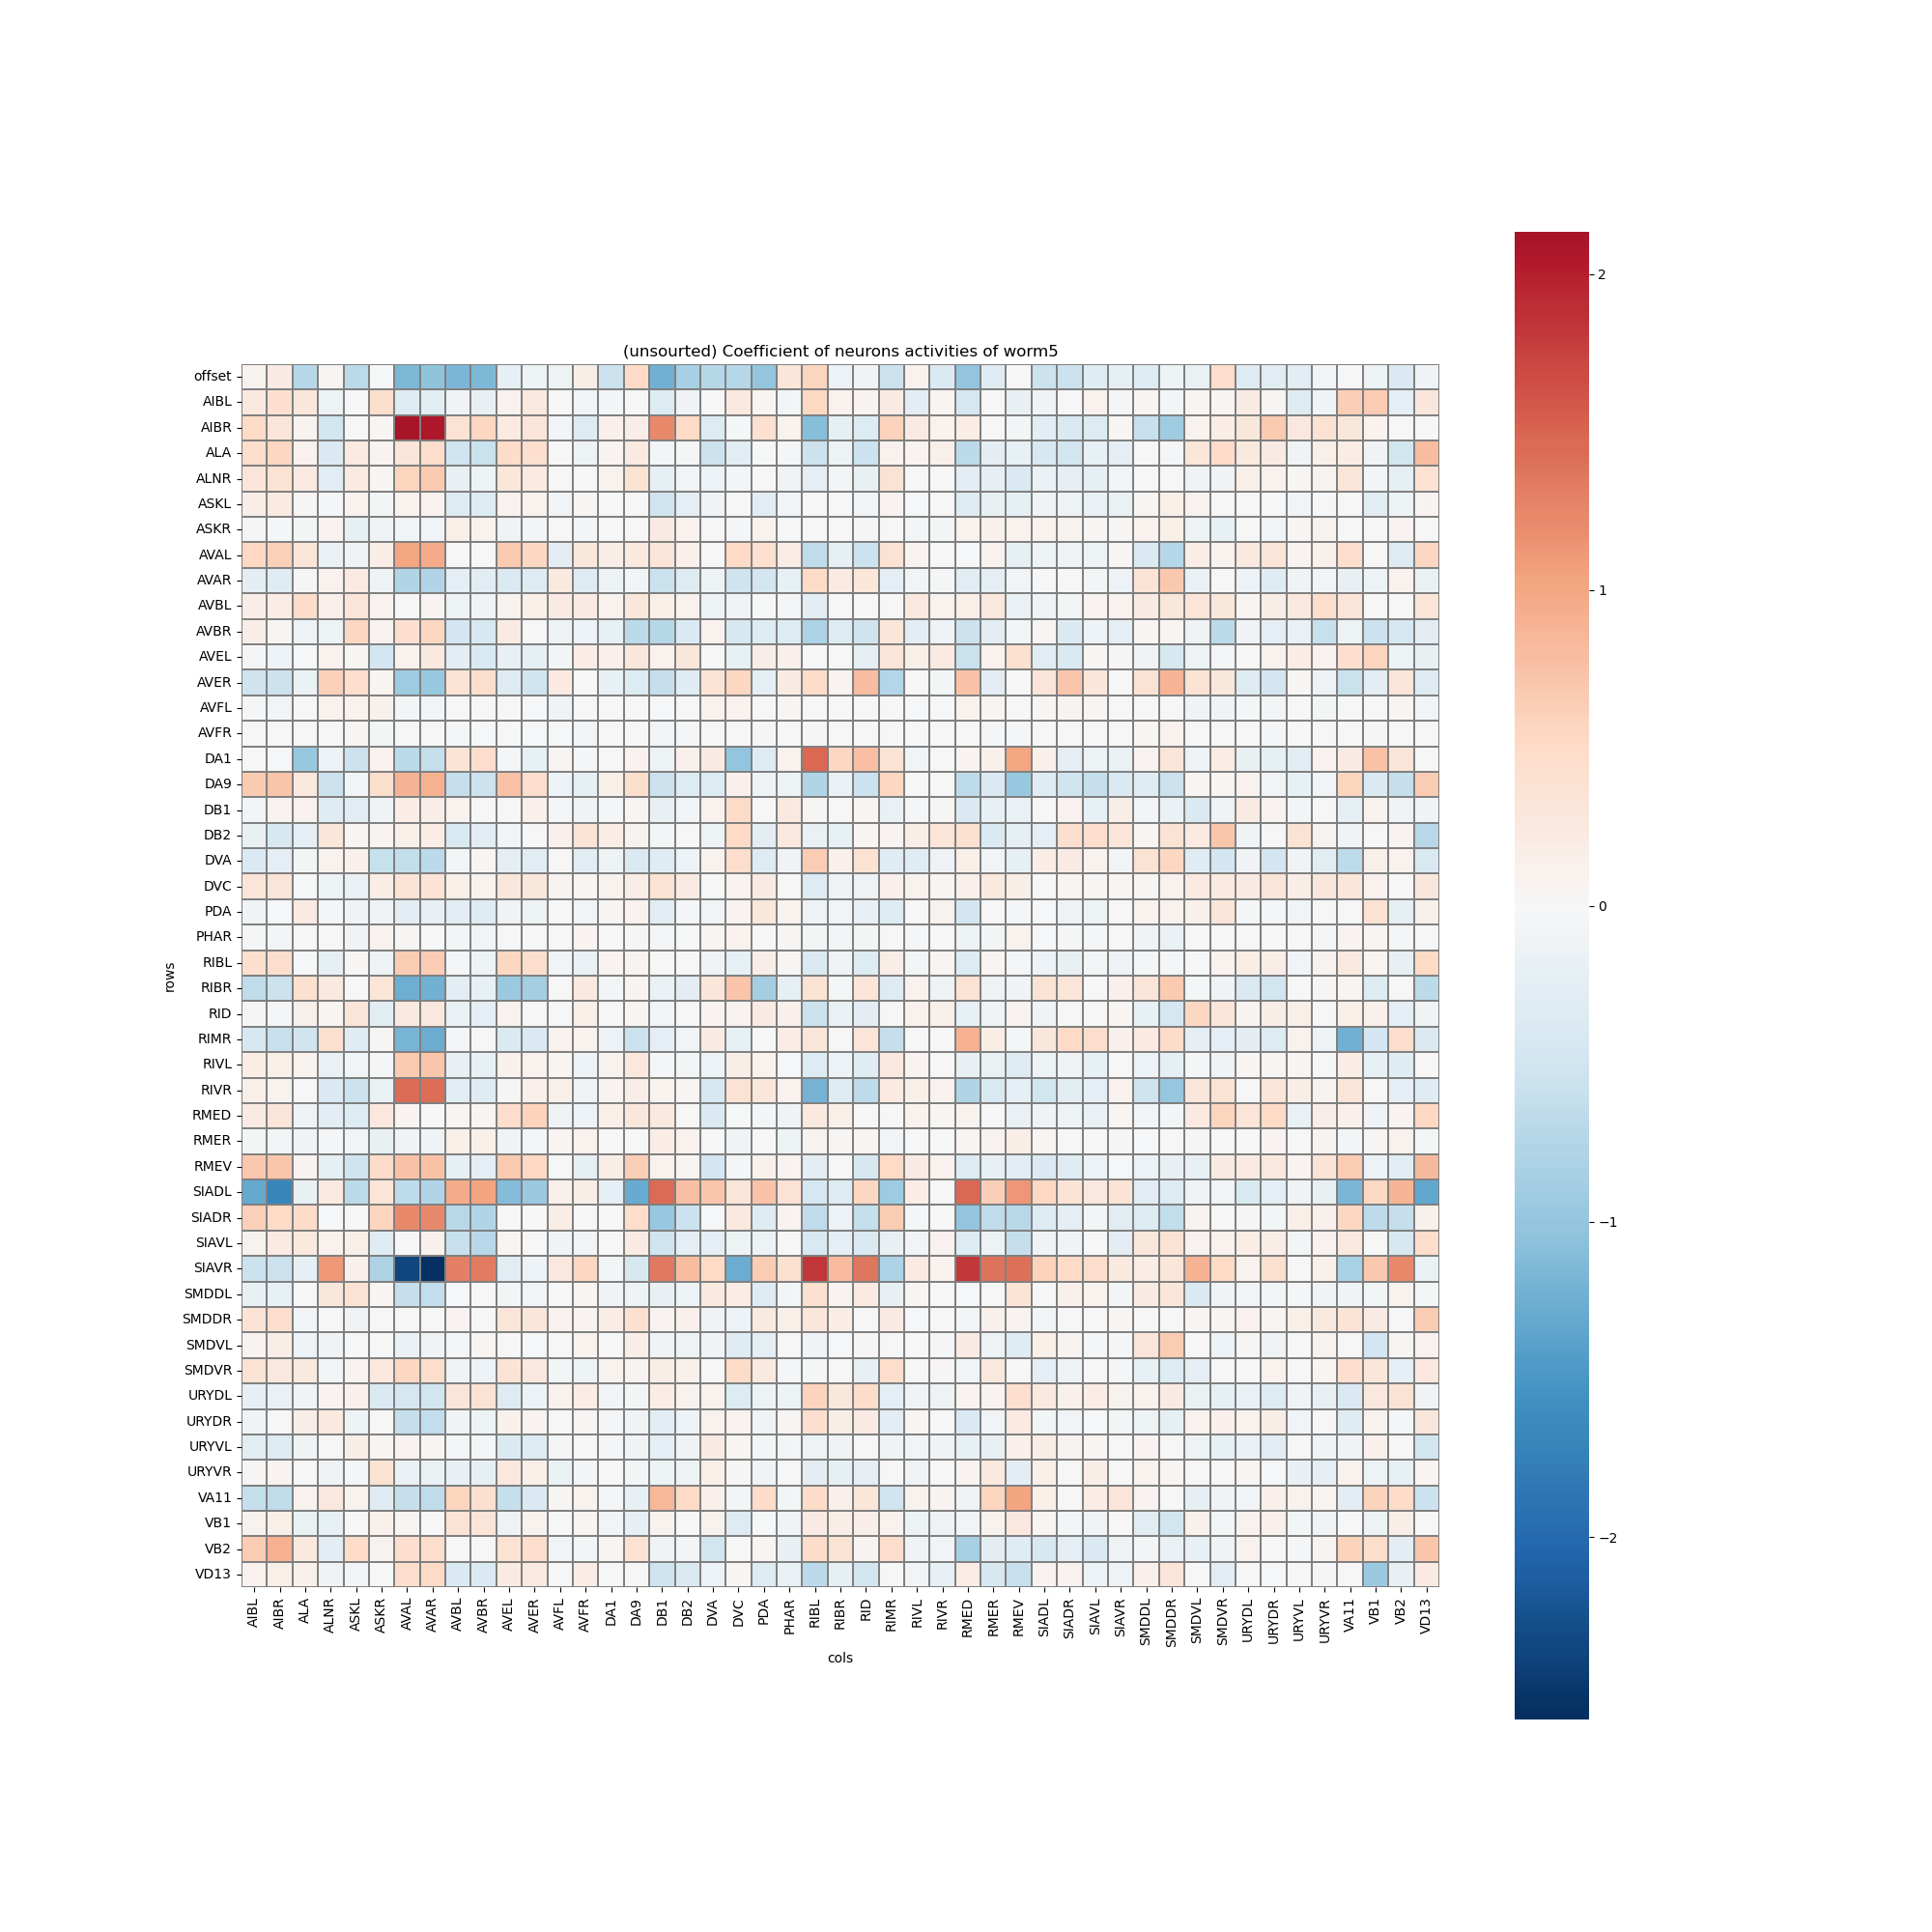 (unsourted) Coefficient of neurons activities of worm5
offset
AIBL
AIBR
ALA
ALNR
ASKL
ASKR
AVAL
AVAR
AVBL
AVBR
AVEL
AVER
AVFL
AVFR
DA1
DA9
DB1
DB2
DVA
DVC
PDA
PHAR
RIBL
RIBR
RID
RIMR
RIVL
RIVR
RMED
RMER
RMEV
SIADL
SIADR
SIAVL
SIAVR
SMDDL
SMDDR
SMDVL
SMDVR
URYDL
URYDR
URYVL
URYVR
VA11
VB1
VB2
VD13
rows
AIBL
AIBR
ALA
ALNR
ASKL
ASKR
AVAL
AVAR
AVBL
AVBR
AVEL
AVER
AVFL
AVFR
DA1
DA9
DB1
DB2
DVA
DVC
PDA
PHAR
RIBL
RIBR
RID
RIMR
RIVL
RIVR
RMED
RMER
RMEV
SIADL
SIADR
SIAVL
SIAVR
SMDDL
SMDDR
SMDVL
SMDVR
URYDL
URYDR
URYVL
URYVR
VA11
VB1
VB2
VD13
cols
2
1
0
−1
−2